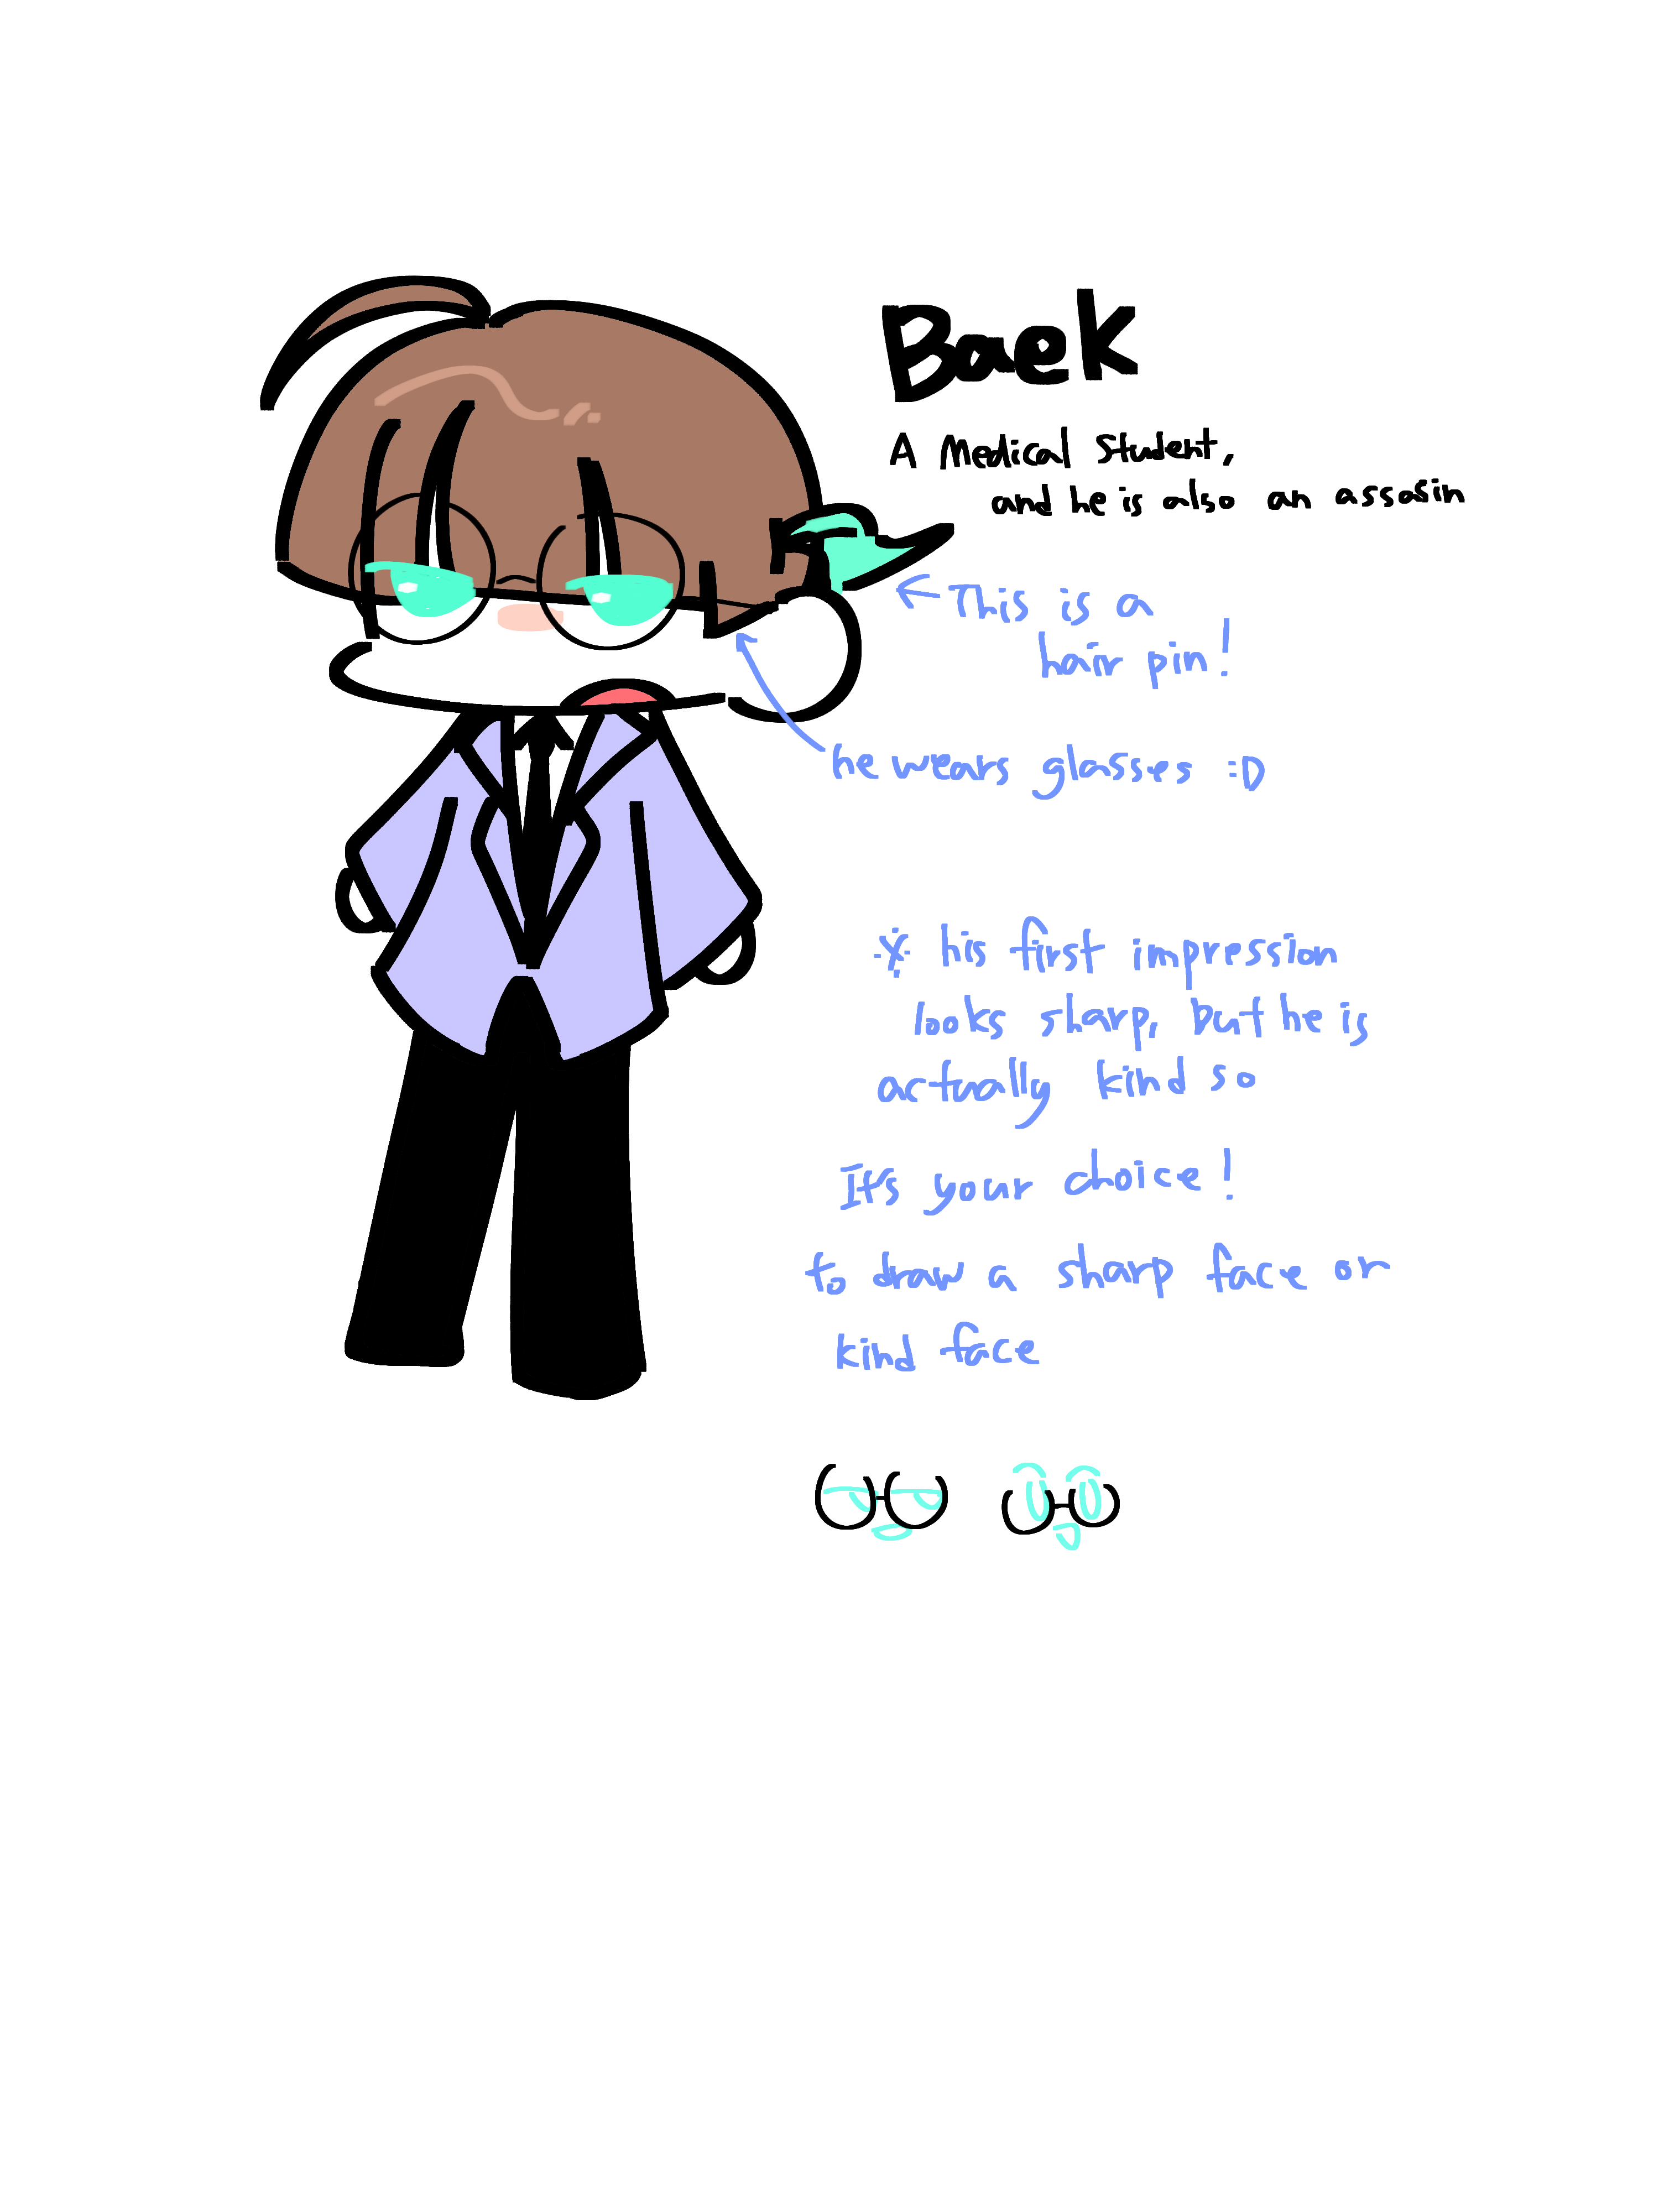 Baek
A Medical Student,
and he is also an assasin
This is a
hair pin!
he wears glasses :D
※ his first impression
looks sharp, but he is
actually kind so
It's your choice!
to draw a sharp face or
kind face